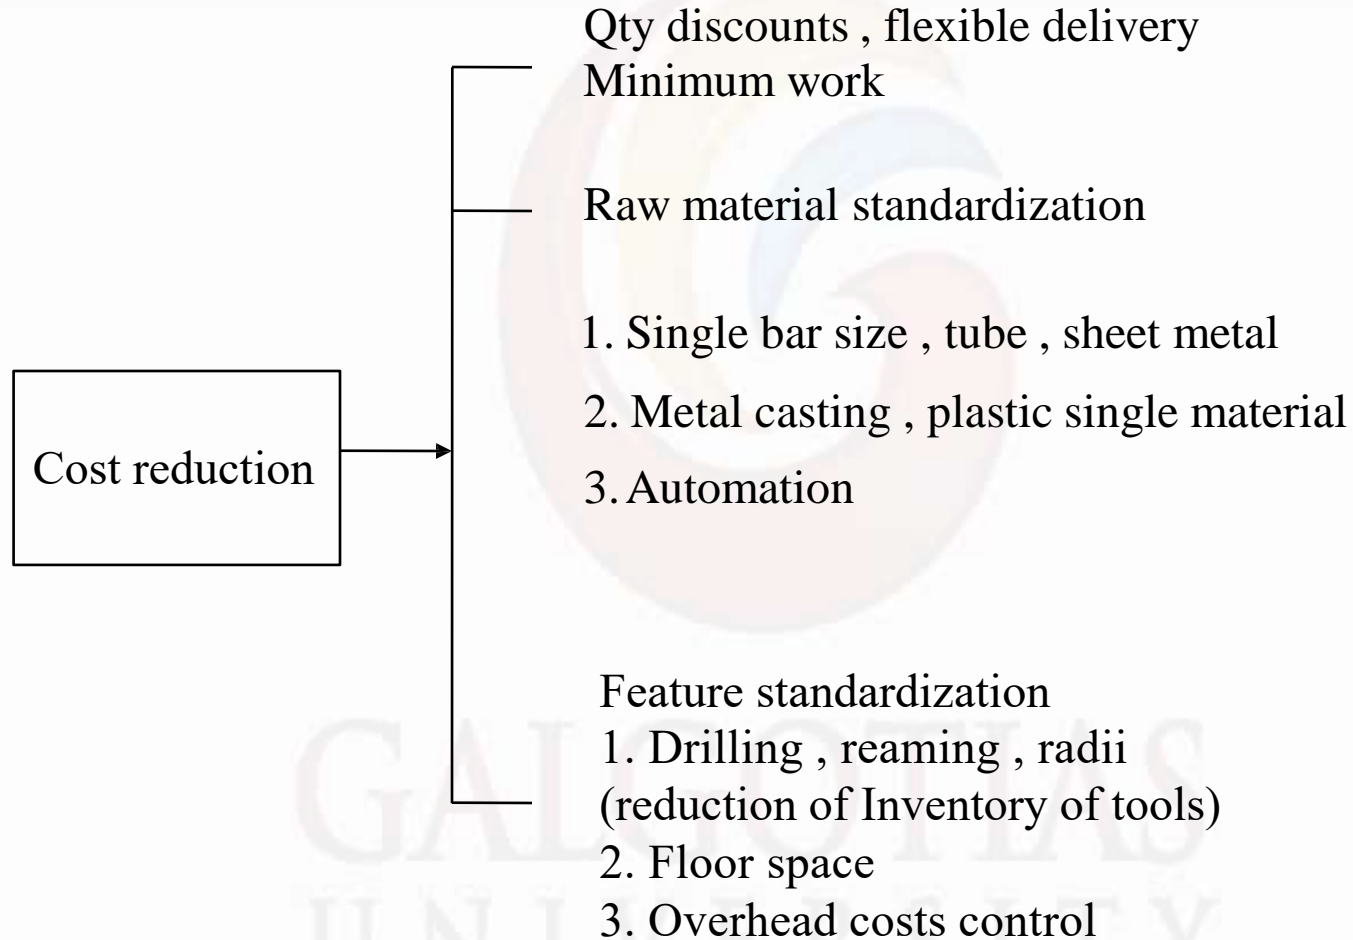 Qty discounts , flexible delivery
Minimum work
Raw material standardization
1. Single bar size , tube , sheet metal
2. Metal casting , plastic single material
Cost reduction
3. Automation
Feature standardization
1. Drilling , reaming , radii
(reduction of Inventory of tools)
2. Floor space
3. Overhead costs control
GALGOTIAS
UNIVERSITY